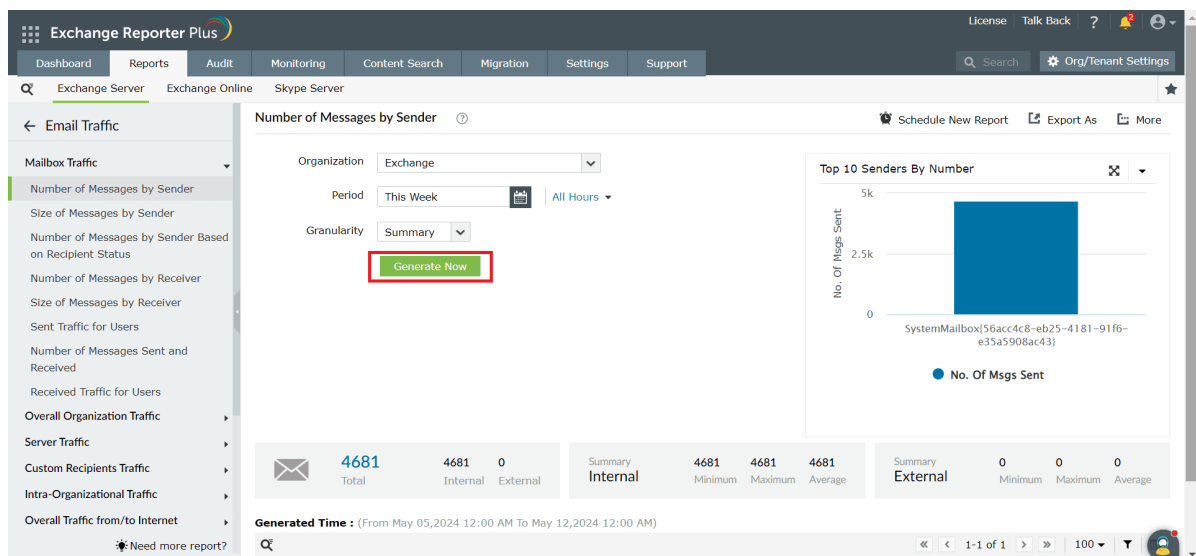 Exchange Reporter Plus
License Talk Back ? 2
Dashboard Reports Audit Monitoring Content Search Migration Settings Support
Search Org/Tenant Settings
Exchange Server Exchange Online Skype Server
Email Traffic
Mailbox Traffic
Number of Messages by Sender
Size of Messages by Sender
Number of Messages by Sender Based
on Recipient Status
Number of Messages by Receiver
Size of Messages by Receiver
Sent Traffic for Users
Number of Messages Sent and
Received
Received Traffic for Users
Overall Organization Traffic
Server Traffic
Custom Recipients Traffic
Intra-Organizational Traffic
Overall Traffic from/to Internet
Need more report?
Number of Messages by Sender ?
Schedule New Report Export As More
Organization Exchange
Period This Week All Hours
Granularity Summary
Generate Now
Top 10 Senders By Number
No. Of Msgs Sent
5k
2.5k
0
SystemMailbox{56acc4c8-eb25-4181-91f6-
e35a5908ac43}
No. Of Msgs Sent
4681 4681 0
Total Internal External
Summary 4681 4681 4681
Internal Minimum Maximum Average
Summary 0 0 0
External Minimum Maximum Average
Generated Time : (From May 05,2024 12:00 AM To May 12,2024 12:00 AM)
1-1 of 1 100